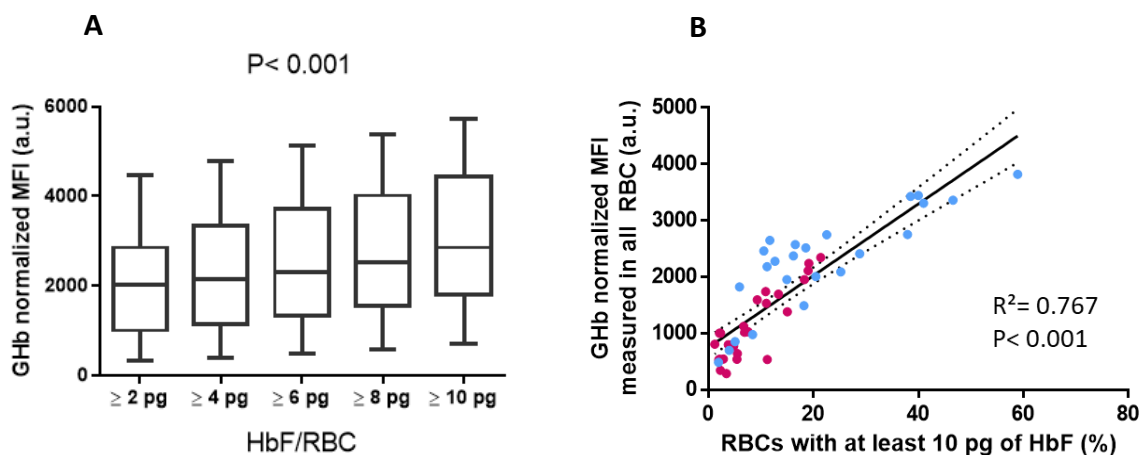 A
P< 0.001
GHb normalized MFI (a.u.)
6000
4000
2000
0
≥ 2 pg
≥ 4 pg
≥ 6 pg
≥ 8 pg
≥ 10 pg
HbF/RBC
B
GHb normalized MFI
measured in all RBC (a.u.)
5000
4000
3000
2000
1000
0
R²= 0.767
P< 0.001
0
20
40
60
80
RBCs with at least 10 pg of HbF (%)